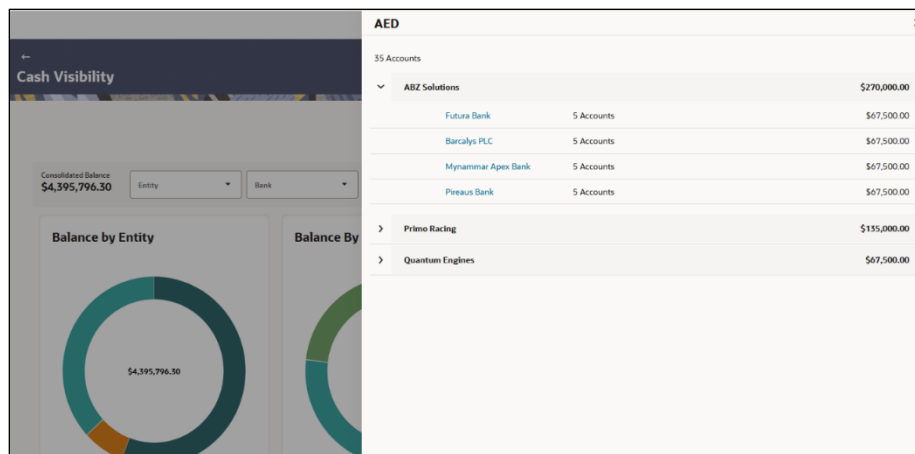 ←
Cash Visibility
Consolidated Balance
$4,395,796.30
Entity
Bank
Balance by Entity
Balance By
$4,395,796.30
AED
35 Accounts
ABZ Solutions $270,000.00
Futura Bank 5 Accounts $67,500.00
Barcalys PLC 5 Accounts $67,500.00
Mynammar Apex Bank 5 Accounts $67,500.00
Pireaus Bank 5 Accounts $67,500.00
Primo Racing $135,000.00
Quantum Engines $67,500.00